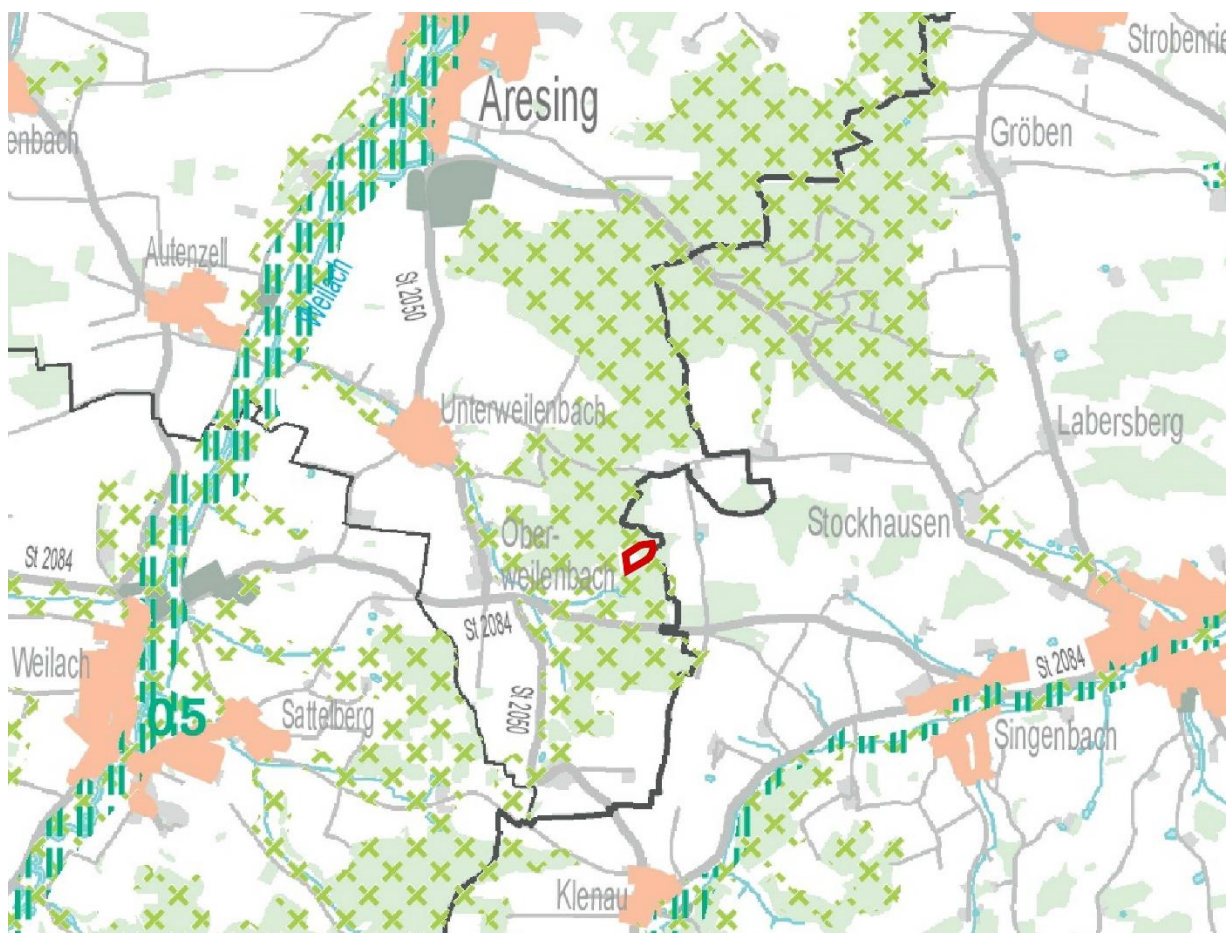 Strobenrie
Aresing
Gröben
enbach
Autenzell
Weilach
St 2050
Unterweilenbach
Labersberg
Stockhausen
Ober-
weilenbach
St 2084
St 2084
Weilach
St 2084
05
Sattelberg
St 2050
Singenbach
Klenau